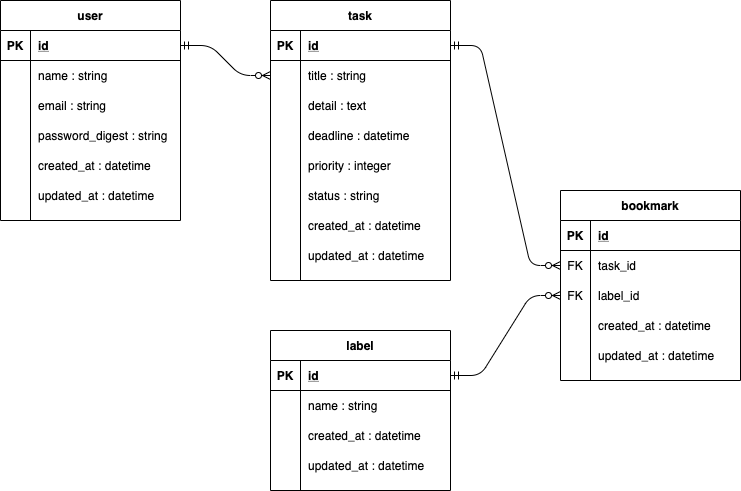 user
PK id
name : string
email : string
password_digest : string
created_at : datetime
updated_at : datetime
task
PK id
title : string
detail : text
deadline : datetime
priority : integer
status : string
created_at : datetime
updated_at : datetime
bookmark
PK id
FK task_id
FK label_id
created_at : datetime
updated_at : datetime
label
PK id
name : string
created_at : datetime
updated_at : datetime